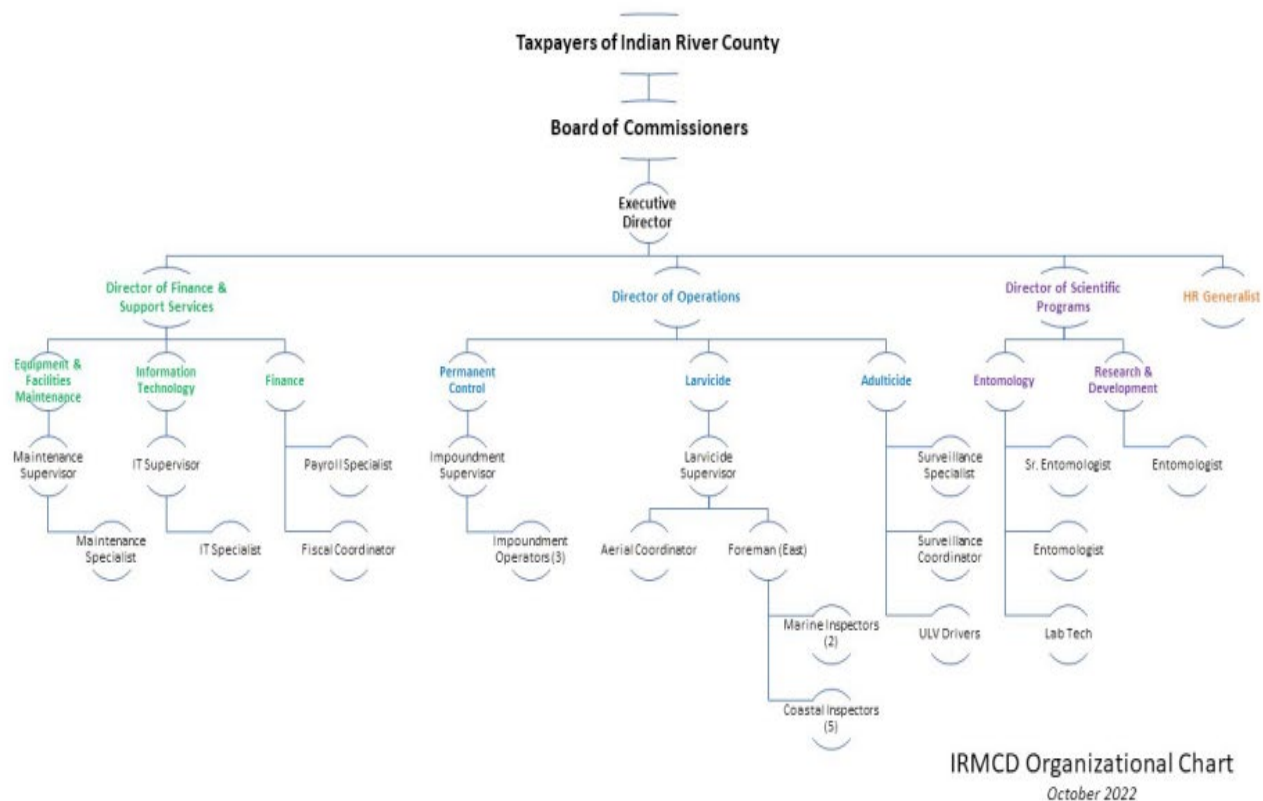 Taxpayers of Indian River County
Board of Commissioners
Executive
Director
Director of Finance &
Support Services
Director of Operations
Director of Scientific
Programs
HR Generalist
Equipment &
Facilities
Maintenance
Information
Technology
Finance
Permanent
Control
Larvicide
Adulticide
Entomology
Research &
Development
Maintenance
Supervisor
IT Supervisor
Payroll Specialist
Impoundment
Supervisor
Larvicide
Supervisor
Surveillance
Specialist
Sr. Entomologist
Entomologist
Maintenance
Specialist
IT Specialist
Fiscal Coordinator
Impoundment
Operators (3)
Aerial Coordinator
Foreman (East)
Surveillance
Coordinator
Entomologist
Marine Inspectors
(2)
ULV Drivers
Lab Tech
Coastal Inspectors
(5)
IRMCD Organizational Chart
October 2022